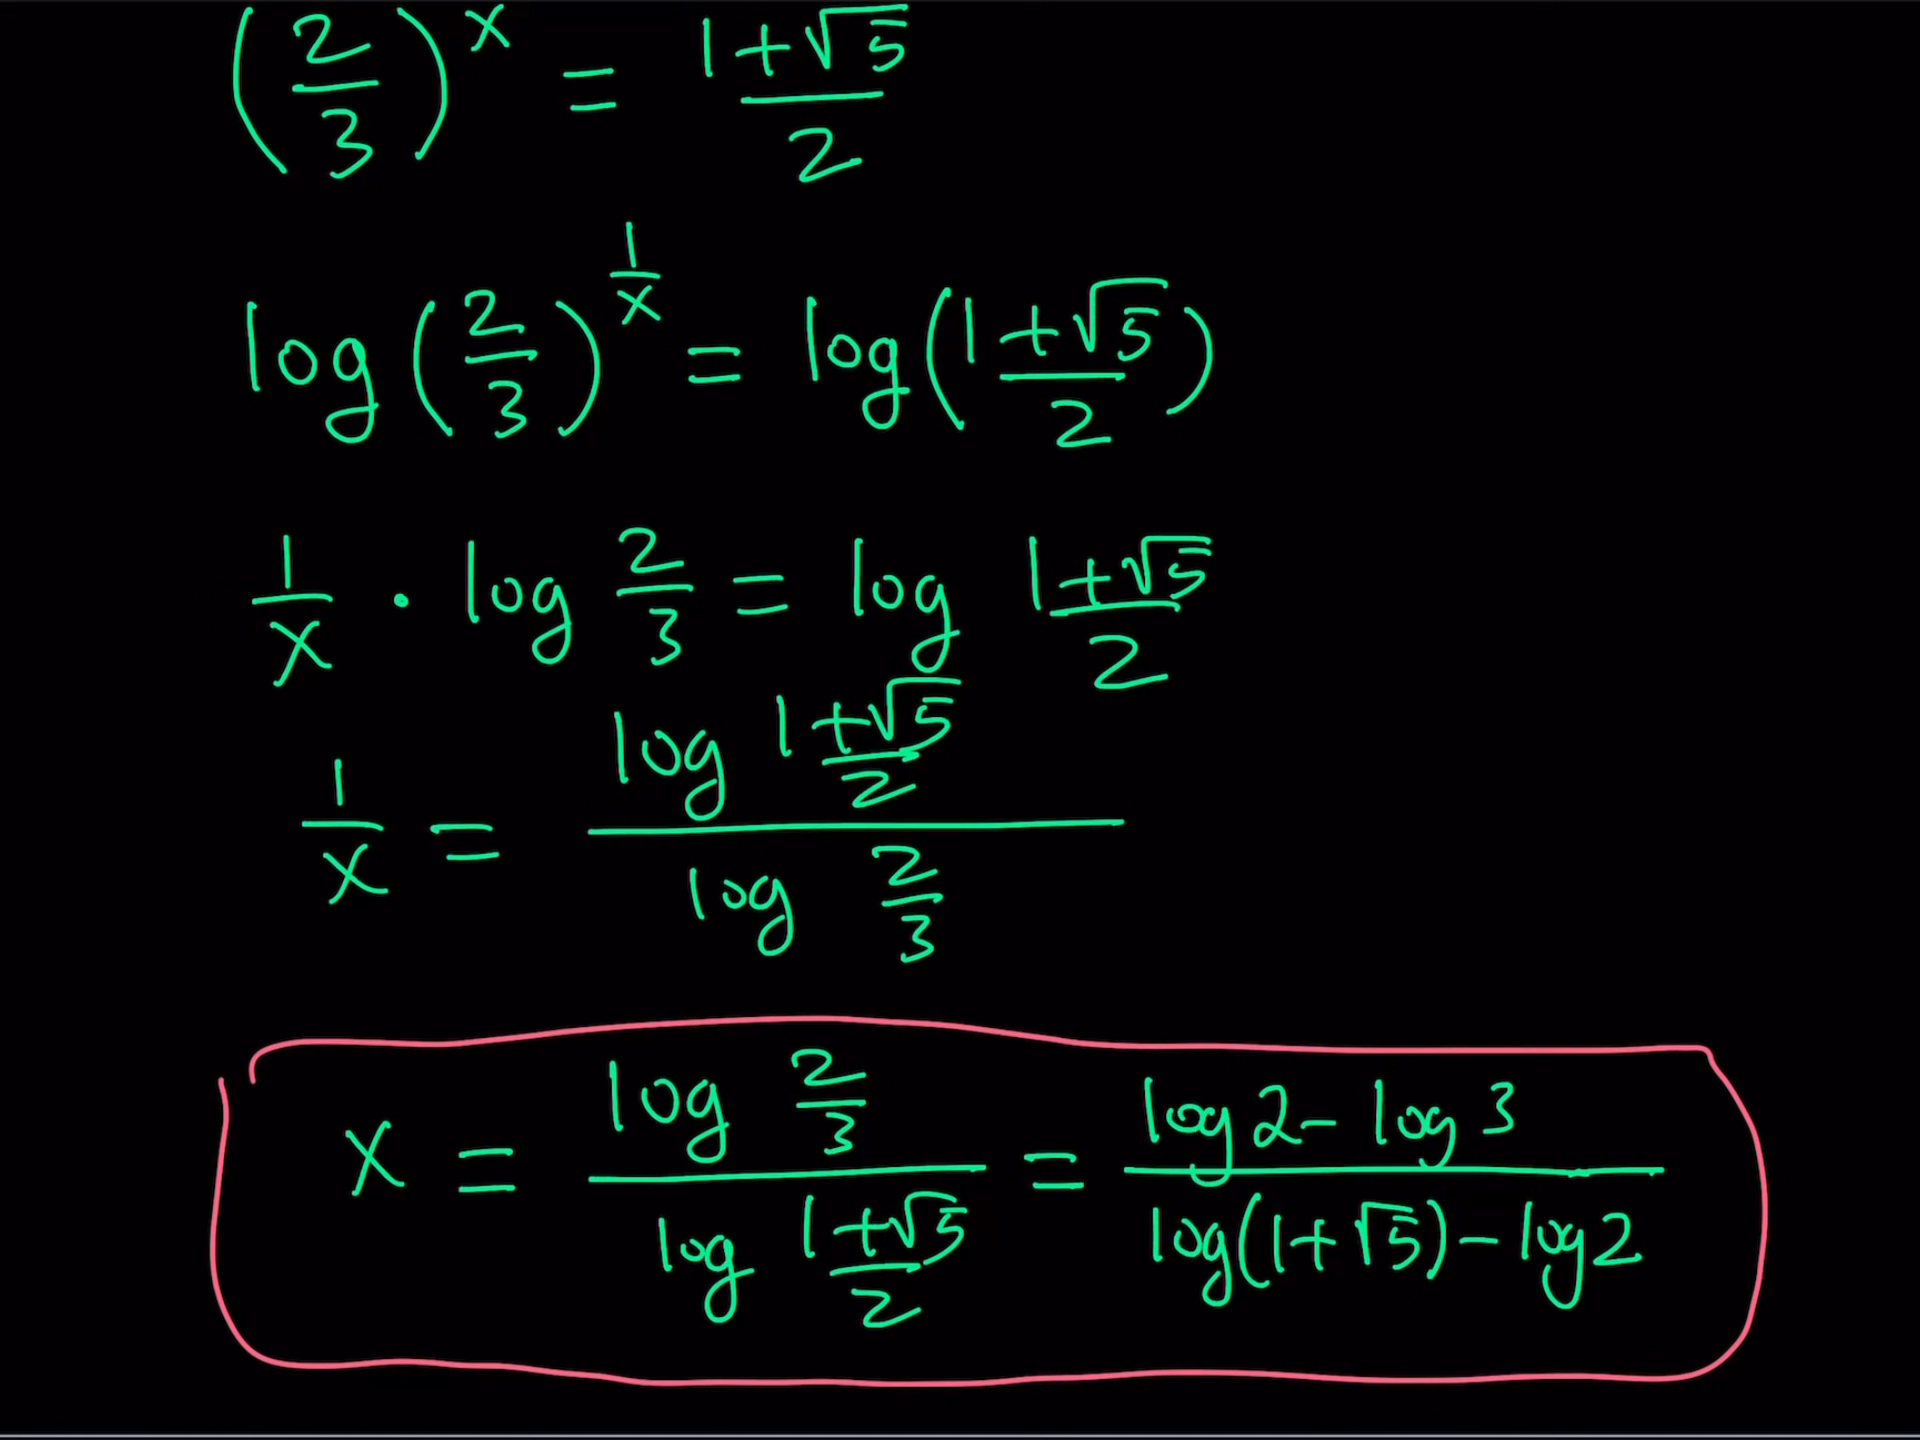 (2/3)^x = (1+√5)/2
log(2/3)^(1/x) = log((1+√5)/2)
1/x · log 2/3 = log (1+√5)/2
1/x = (log (1+√5)/2)/(log 2/3)
x = (log 2/3)/(log (1+√5)/2) = (log 2 - log 3)/(log(1+√5) - log 2)